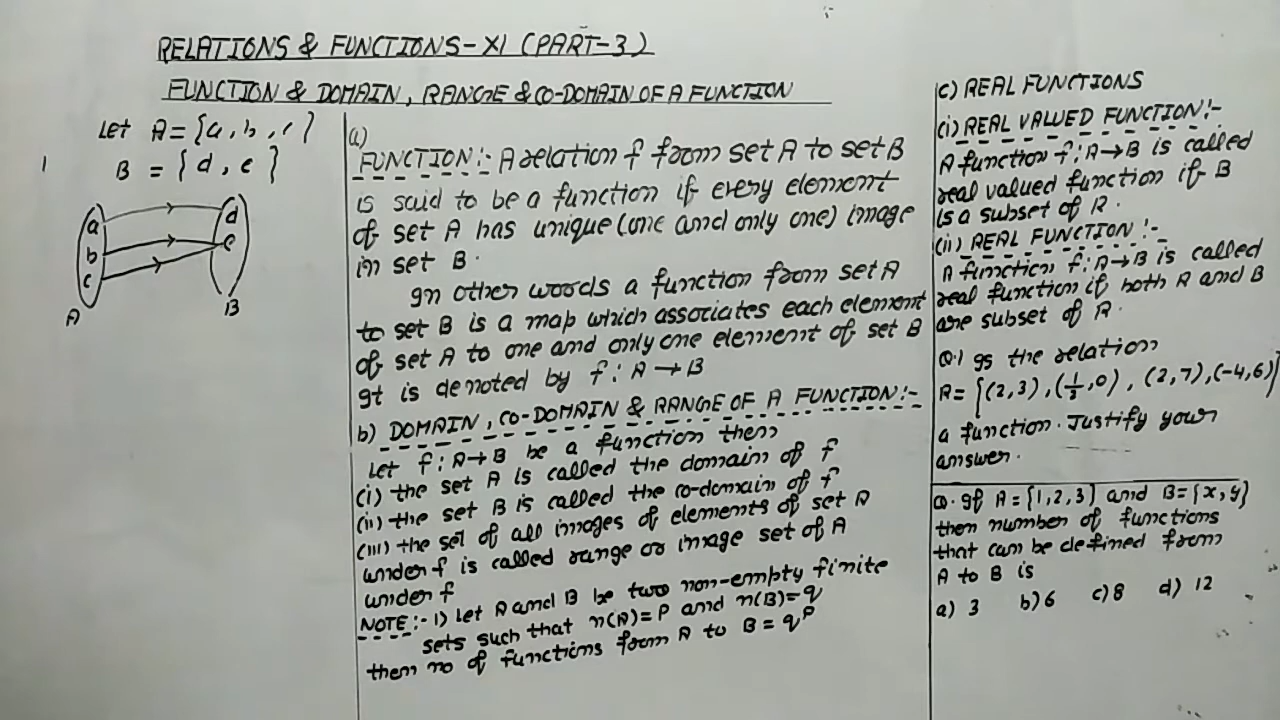 RELATIONS & FUNCTIONS-XI (PART-3)
FUNCTION & DOMAIN, RANGE & CO-DOMAIN OF A FUNCTION
1
Let A = {a, b, c}
B = {d, e}
a
b
c
A
d
e
B
a)
FUNCTION:- A relation f from set A to set B
is said to be a function if every element
of set A has unique (one and only one) image
in set B.
In other words a function from set A
to set B is a map which associates each element
of set A to one and only one element of set B
It is denoted by f : A → B
b) DOMAIN, CO-DOMAIN & RANGE OF A FUNCTION:-
Let f : A → B be a function then
(i) the set A is called the domain of f
(ii) the set B is called the co-domain of f
(iii) the set of all images of elements of set A
under f is called range or image set of A
under f
NOTE:- 1) Let A and B be two non-empty finite
sets such that n(A)=P and n(B)=q
then no of functions from A to B = q^P
c) REAL FUNCTIONS
(i) REAL VALUED FUNCTION:-
A function f : A → B is called
real valued function if B
is a subset of R.
(ii) REAL FUNCTION:-
A function f : A → B is called
real function if both A and B
are subset of R.
Q.1 Is the relation
R = {(2,3), (1/2,0), (2,7), (-4,6)}
a function. Justify your
answer.
Q. If A = {1,2,3} and B = {x,y}
then number of functions
that can be defined from
A to B is
a) 3 b) 6 c) 8 d) 12